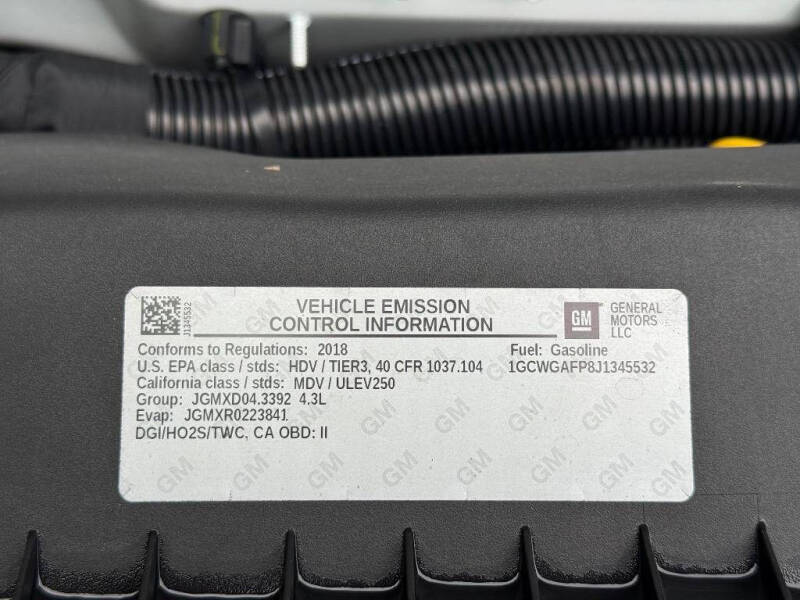 VEHICLE EMISSION
CONTROL INFORMATION
GM
GENERAL
MOTORS
LLC
J1345532
Conforms to Regulations: 2018
Fuel: Gasoline
U.S. EPA class / stds: HDV / TIER3, 40 CFR 1037.104
1GCWGAFP8J1345532
California class / stds: MDV / ULEV250
Group: JGMXD04.3392 4.3L
Evap: JGMXR0223841
DGI/HO2S/TWC, CA OBD: II